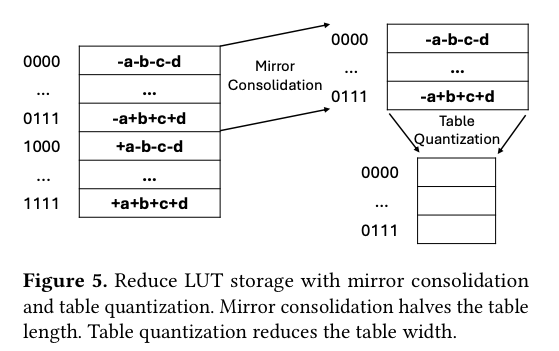 0000 -a-b-c-d
... ...
0111 -a+b+c+d
1000 +a-b-c-d
... ...
1111 +a+b+c+d
Mirror
Consolidation
0000 -a-b-c-d
... ...
0111 -a+b+c+d
Table
Quantization
0000
...
0111
Figure 5. Reduce LUT storage with mirror consolidation
and table quantization. Mirror consolidation halves the table
length. Table quantization reduces the table width.